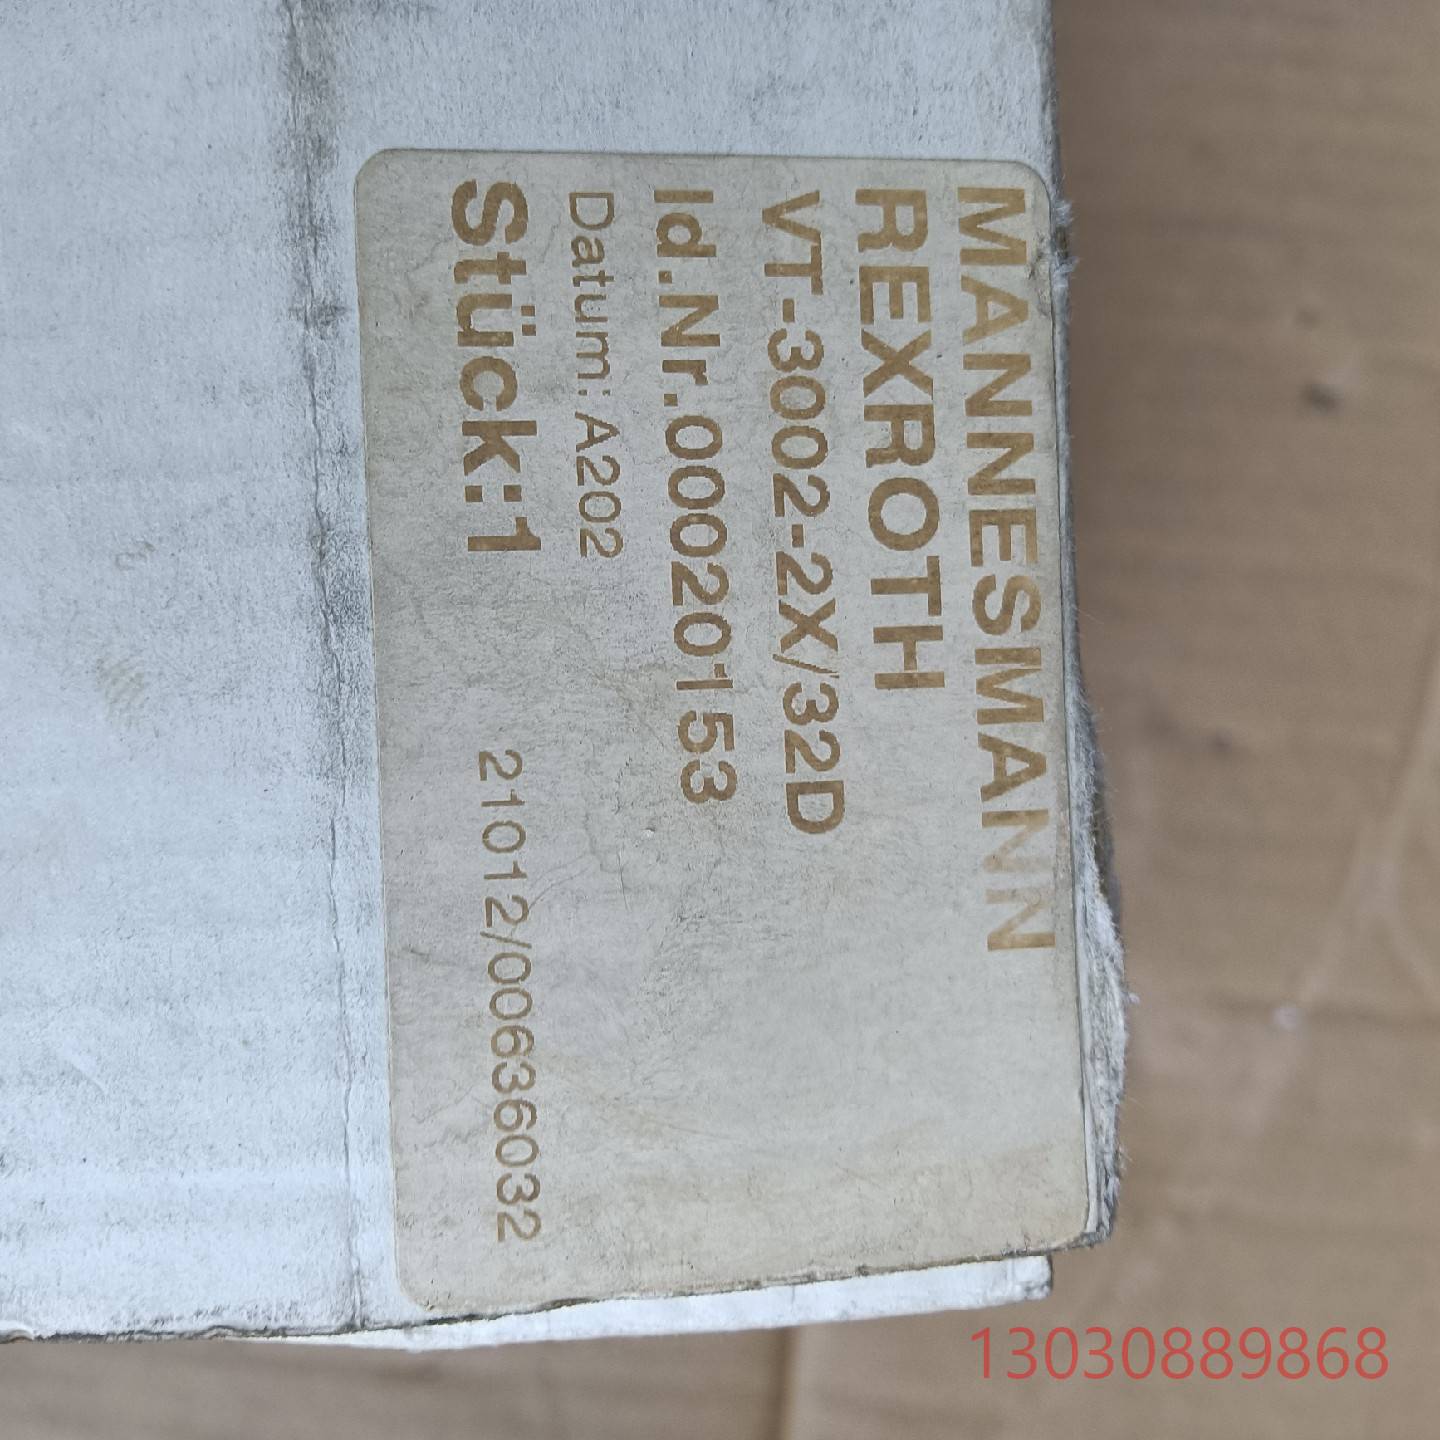 MANNESMANN
REXROTH
VT-3002-2X/32D
Id.Nr.00020153
Datum:A202
Stück:1 21012/00636032
13030889868